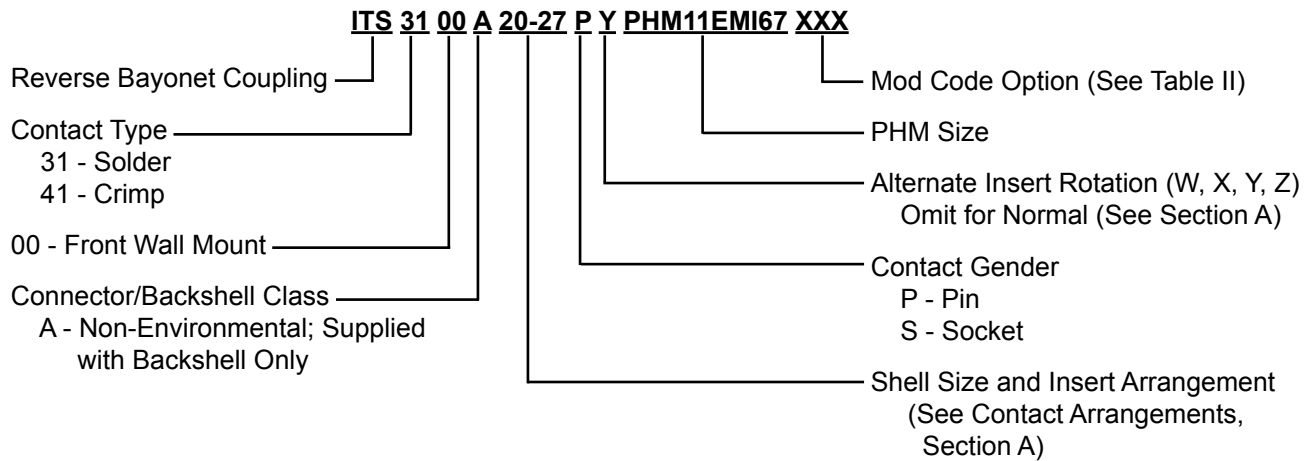 ITS 31 00 A 20-27 P Y PHM11EMI67 XXX
Reverse Bayonet Coupling
Contact Type
31 - Solder
41 - Crimp
00 - Front Wall Mount
Connector/Backshell Class
A - Non-Environmental; Supplied
with Backshell Only
Mod Code Option (See Table II)
PHM Size
Alternate Insert Rotation (W, X, Y, Z)
Omit for Normal (See Section A)
Contact Gender
P - Pin
S - Socket
Shell Size and Insert Arrangement
(See Contact Arrangements,
Section A)